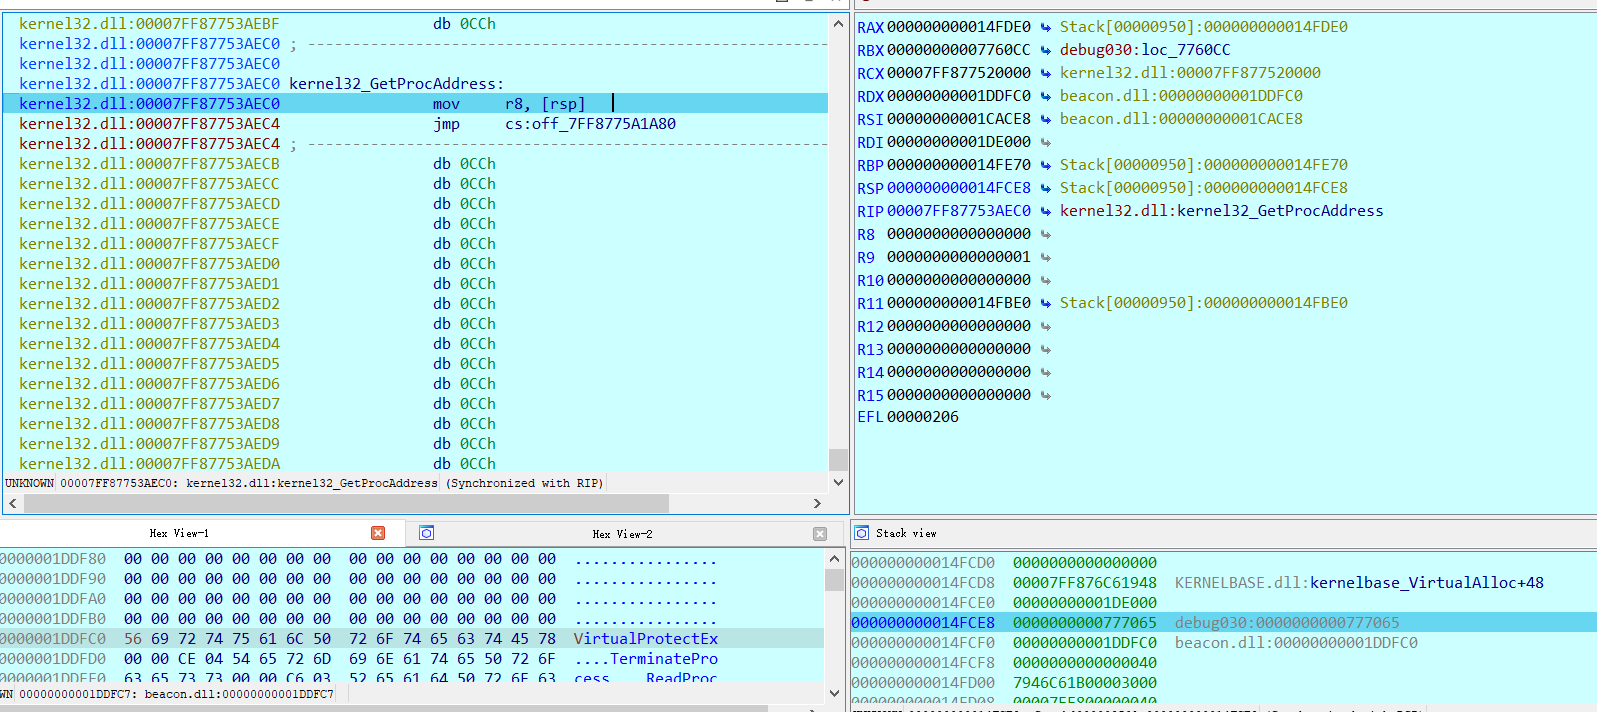 kernel32.dll:00007FF87753AEBF db 0CCh
kernel32.dll:00007FF87753AEC0 ; ----------------------------------------------------------
kernel32.dll:00007FF87753AEC0
kernel32.dll:00007FF87753AEC0 kernel32_GetProcAddress:
kernel32.dll:00007FF87753AEC0 mov r8, [rsp]
kernel32.dll:00007FF87753AEC4 jmp cs:off_7FF8775A1A80
kernel32.dll:00007FF87753AEC4 ; ----------------------------------------------------------
kernel32.dll:00007FF87753AECB db 0CCh
kernel32.dll:00007FF87753AECC db 0CCh
kernel32.dll:00007FF87753AECD db 0CCh
kernel32.dll:00007FF87753AECE db 0CCh
kernel32.dll:00007FF87753AECF db 0CCh
kernel32.dll:00007FF87753AED0 db 0CCh
kernel32.dll:00007FF87753AED1 db 0CCh
kernel32.dll:00007FF87753AED2 db 0CCh
kernel32.dll:00007FF87753AED3 db 0CCh
kernel32.dll:00007FF87753AED4 db 0CCh
kernel32.dll:00007FF87753AED5 db 0CCh
kernel32.dll:00007FF87753AED6 db 0CCh
kernel32.dll:00007FF87753AED7 db 0CCh
kernel32.dll:00007FF87753AED8 db 0CCh
kernel32.dll:00007FF87753AED9 db 0CCh
kernel32.dll:00007FF87753AEDA db 0CCh
UNKNOWN 00007FF87753AEC0: kernel32.dll:kernel32_GetProcAddress (Synchronized with RIP)
RAX 000000000014FDE0 Stack[00000950]:000000000014FDE0
RBX 00000000007760CC debug030:loc_7760CC
RCX 00007FF877520000 kernel32.dll:00007FF877520000
RDX 00000000001DDFC0 beacon.dll:00000000001DDFC0
RSI 00000000001CACE8 beacon.dll:00000000001CACE8
RDI 00000000001DE000
RBP 000000000014FE70 Stack[00000950]:000000000014FE70
RSP 000000000014FCE8 Stack[00000950]:000000000014FCE8
RIP 00007FF87753AEC0 kernel32.dll:kernel32_GetProcAddress
R8 0000000000000000
R9 0000000000000001
R10 0000000000000000
R11 000000000014FBE0 Stack[00000950]:000000000014FBE0
R12 0000000000000000
R13 0000000000000000
R14 0000000000000000
R15 0000000000000000
EFL 00000206
Hex View-1 Hex View-2
0000001DDF80 00 00 00 00 00 00 00 00 00 00 00 00 00 00 00 00 ................
0000001DDF90 00 00 00 00 00 00 00 00 00 00 00 00 00 00 00 00 ................
0000001DDFA0 00 00 00 00 00 00 00 00 00 00 00 00 00 00 00 00 ................
0000001DDFB0 00 00 00 00 00 00 00 00 00 00 00 00 00 00 00 00 ................
0000001DDFC0 56 69 72 74 75 61 6C 50 72 6F 74 65 63 74 45 78 VirtualProtectEx
0000001DDFD0 00 00 CE 04 54 65 72 6D 69 6E 61 74 65 50 72 6F ....TerminatePro
0000001DDFE0 63 65 73 73 00 00 C6 03 52 65 61 64 50 72 6F 63 cess....ReadProc
WN 00000000001DDFC7: beacon.dll:00000000001DDFC7
Stack view
000000000014FCD0 0000000000000000
000000000014FCD8 00007FF876C61948 KERNELBASE.dll:kernelbase_VirtualAlloc+48
000000000014FCE0 00000000001DE000
000000000014FCE8 0000000000777065 debug030:0000000000777065
000000000014FCF0 00000000001DDFC0 beacon.dll:00000000001DDFC0
000000000014FCF8 0000000000000040
000000000014FD00 7946C61B00003000
000000000014FD08 00007FF800000040